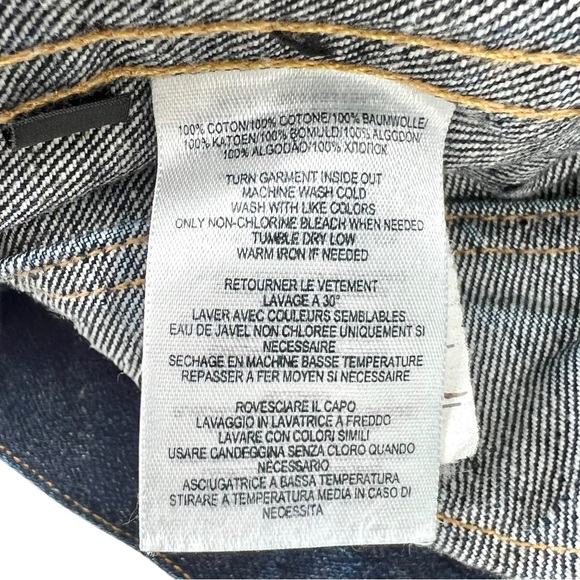 100% COTON/100% COTONE/100% BAUMWOLLE/
100% KATOEN/100% BOMULD/100% ALGODON/
100% ALGODÃO/100% ХЛОПОК
TURN GARMENT INSIDE OUT
MACHINE WASH COLD
WASH WITH LIKE COLORS
ONLY NON-CHLORINE BLEACH WHEN NEEDED
TUMBLE DRY LOW
WARM IRON IF NEEDED
RETOURNER LE VETEMENT
LAVAGE A 30°
LAVER AVEC COULEURS SEMBLABLES
EAU DE JAVEL NON CHLOREE UNIQUEMENT SI
NECESSAIRE
SECHAGE EN MACHINE BASSE TEMPERATURE
REPASSER A FER MOYEN SI NECESSAIRE
ROVESCIARE IL CAPO
LAVAGGIO IN LAVATRICE A FREDDO
LAVARE CON COLORI SIMILI
USARE CANDEGGINA SENZA CLORO QUANDO
NECESSARIO
ASCIUGATRICE A BASSA TEMPERATURA
STIRARE A TEMPERATURA MEDIA IN CASO DI
NECESSITA